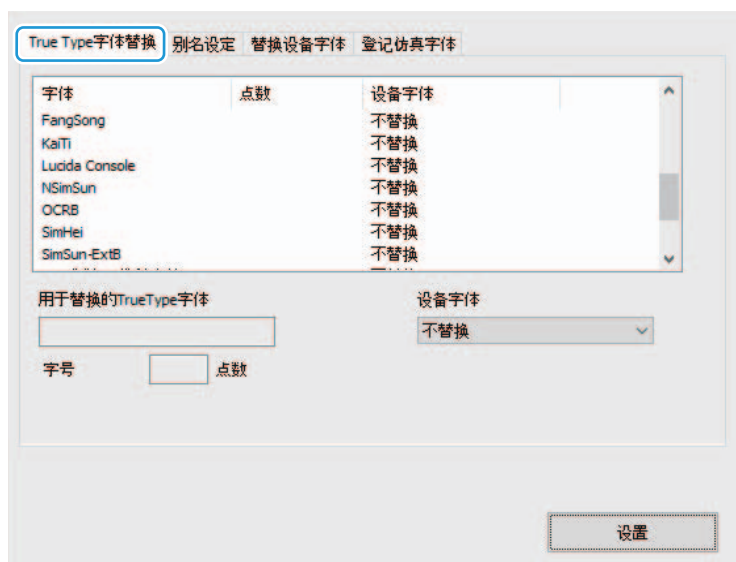 True Type字体替换 别名设定 替换设备字体 登记仿真字体
字体 点数 设备字体
FangSong 不替换
KaiTi 不替换
Lucida Console 不替换
NSimSun 不替换
OCRB 不替换
SimHei 不替换
SimSun-ExtB 不替换
用于替换的TrueType字体 设备字体
不替换
字号 点数
设置